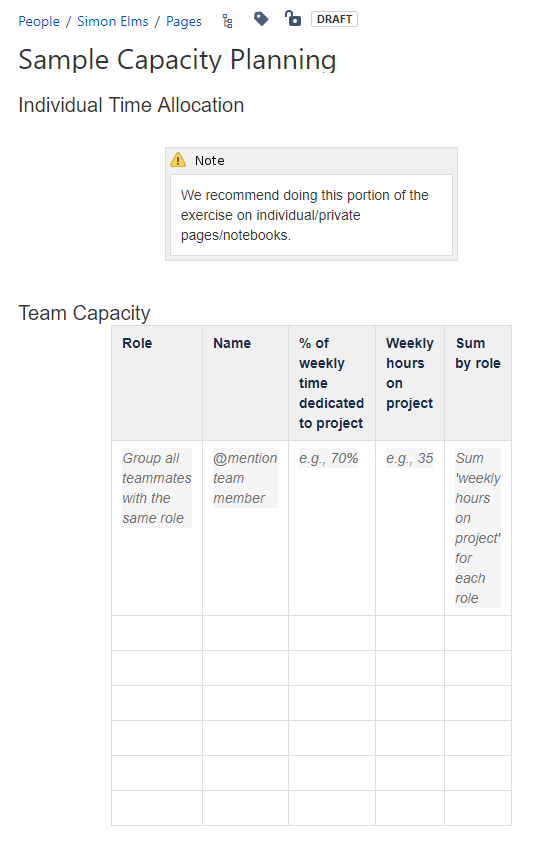 People / Simon Elms / Pages DRAFT
Sample Capacity Planning
Individual Time Allocation
Note
We recommend doing this portion of the
exercise on individual/private
pages/notebooks.
Team Capacity
Role
Name
% of
weekly
time
dedicated
to project
Weekly
hours
on
project
Sum
by role
Group all
teammates
with the
same role
@mention
team
member
e.g., 70%
e.g., 35
Sum
'weekly
hours
on
project'
for
each
role